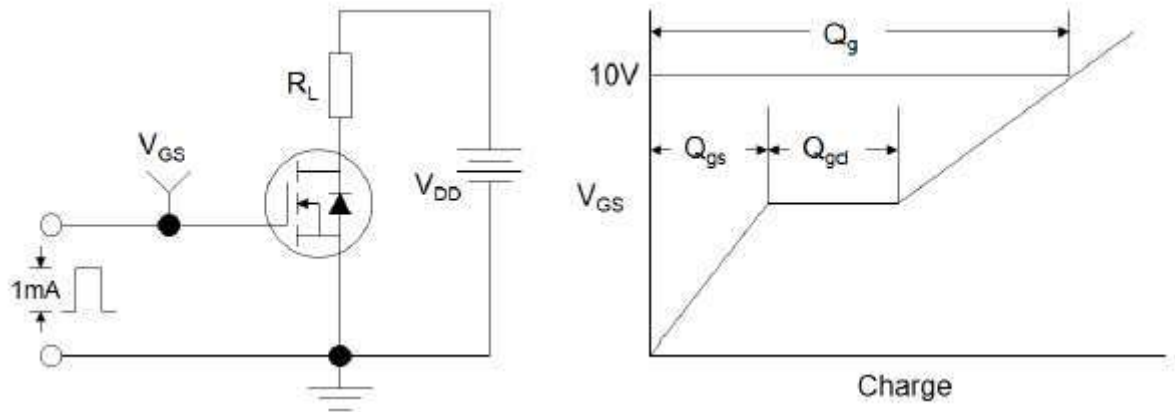 R_L
V_GS
V_DD
1mA
Q_g
10V
Q_gs
Q_gd
V_GS
Charge